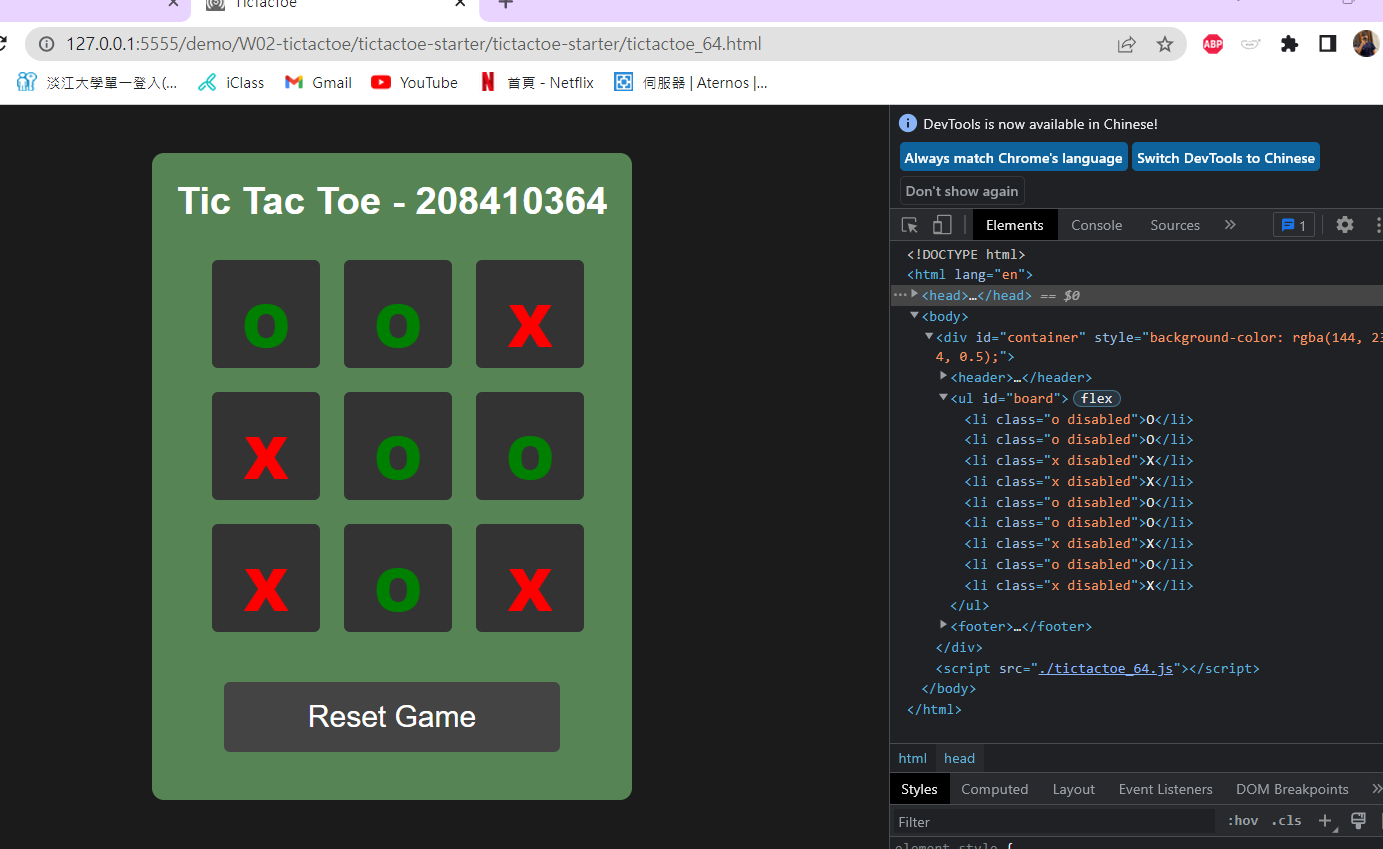 Tictactoe
127.0.0.1:5555/demo/W02-tictactoe/tictactoe-starter/tictactoe-starter/tictactoe_64.html
ABP
淡江大學單一登入(... iClass Gmail YouTube 首頁 - Netflix 伺服器 | Aternos |...
Tic Tac Toe - 208410364
O O X
X O O
X O X
Reset Game
DevTools is now available in Chinese!
Always match Chrome's language Switch DevTools to Chinese
Don't show again
Elements Console Sources » 1
<!DOCTYPE html>
<html lang="en">
<head>…</head> == $0
<body>
<div id="container" style="background-color: rgba(144, 23
4, 0.5);">
<header>…</header>
<ul id="board"> flex
<li class="o disabled">O</li>
<li class="o disabled">O</li>
<li class="x disabled">X</li>
<li class="x disabled">X</li>
<li class="o disabled">O</li>
<li class="o disabled">O</li>
<li class="x disabled">X</li>
<li class="o disabled">O</li>
<li class="x disabled">X</li>
</ul>
<footer>…</footer>
</div>
<script src="./tictactoe_64.js"></script>
</body>
</html>
html head
Styles Computed Layout Event Listeners DOM Breakpoints »
Filter :hov .cls
element.style {